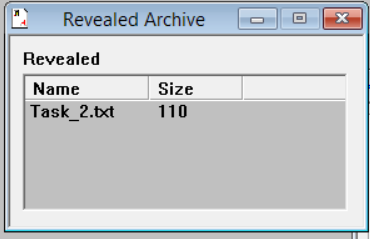 Revealed Archive
Revealed
Name Size
Task_2.txt 110